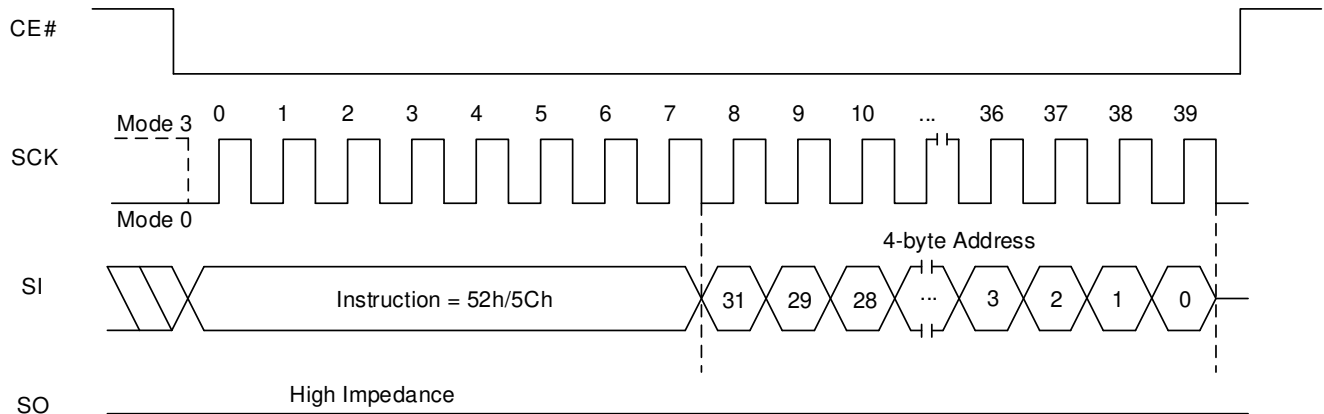 CE#
0 1 2 3 4 5 6 7 8 9 10 ... 36 37 38 39
Mode 3
SCK
Mode 0
4-byte Address
SI
Instruction = 52h/5Ch 31 29 28 ... 3 2 1 0
High Impedance
SO